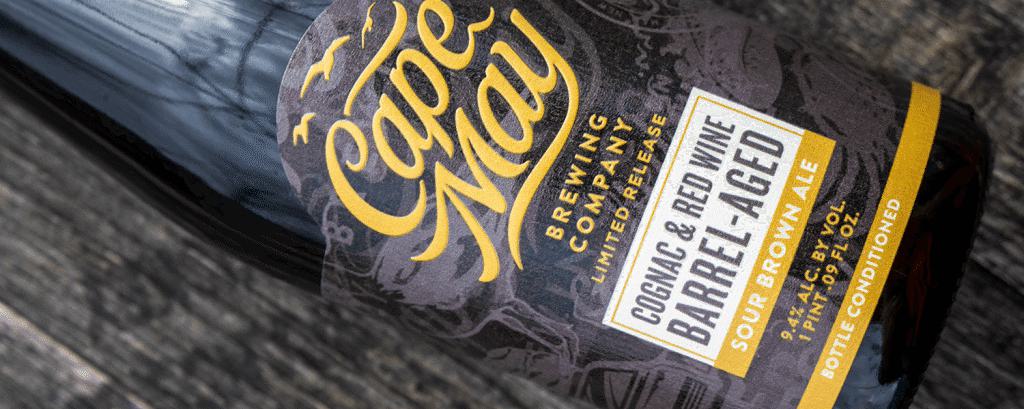 Cape
May
BREWING
COMPANY
LIMITED RELEASE
COGNAC & RED WINE
BARREL-AGED
SOUR BROWN ALE
9.4% ALC. BY VOL.
1 PINT .09 FL OZ.
BOTTLE CONDITIONED